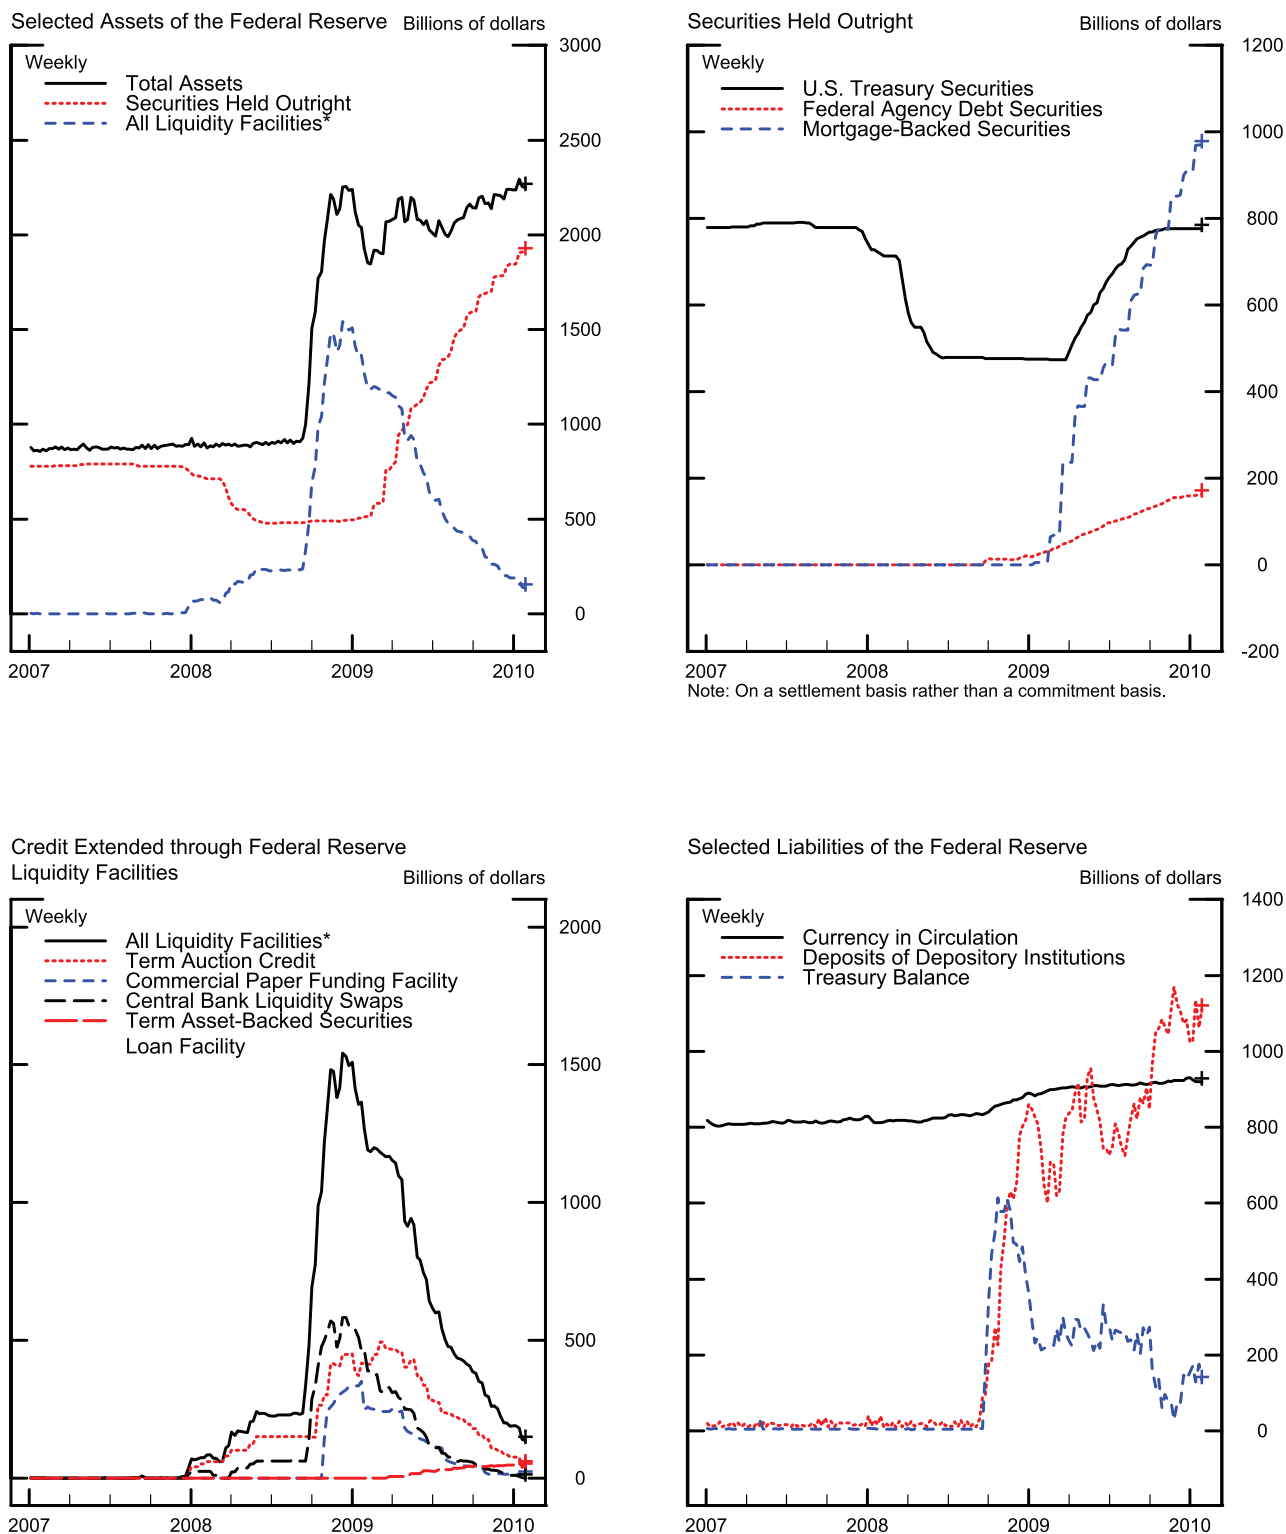 Selected Assets of the Federal Reserve
Billions of dollars
Weekly
Total Assets
Securities Held Outright
All Liquidity Facilities*
3000
2500
2000
1500
1000
500
0
2007 2008 2009 2010
Securities Held Outright
Billions of dollars
Weekly
U.S. Treasury Securities
Federal Agency Debt Securities
Mortgage-Backed Securities
1200
1000
800
600
400
200
0
-200
2007 2008 2009 2010
Note: On a settlement basis rather than a commitment basis.
Credit Extended through Federal Reserve
Liquidity Facilities
Billions of dollars
Weekly
All Liquidity Facilities*
Term Auction Credit
Commercial Paper Funding Facility
Central Bank Liquidity Swaps
Term Asset-Backed Securities
Loan Facility
2000
1500
1000
500
0
2007 2008 2009 2010
Selected Liabilities of the Federal Reserve
Billions of dollars
Weekly
Currency in Circulation
Deposits of Depository Institutions
Treasury Balance
1400
1200
1000
800
600
400
200
0
2007 2008 2009 2010